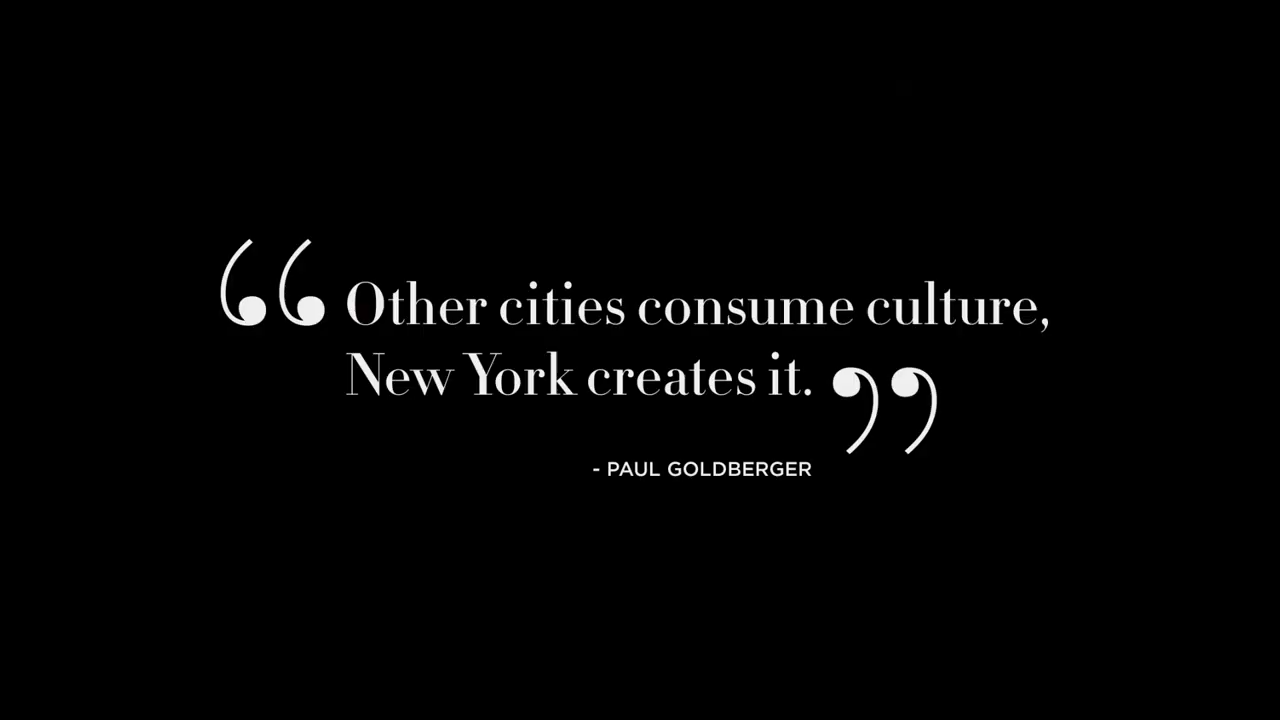 “Other cities consume culture,
New York creates it.”
- PAUL GOLDBERGER